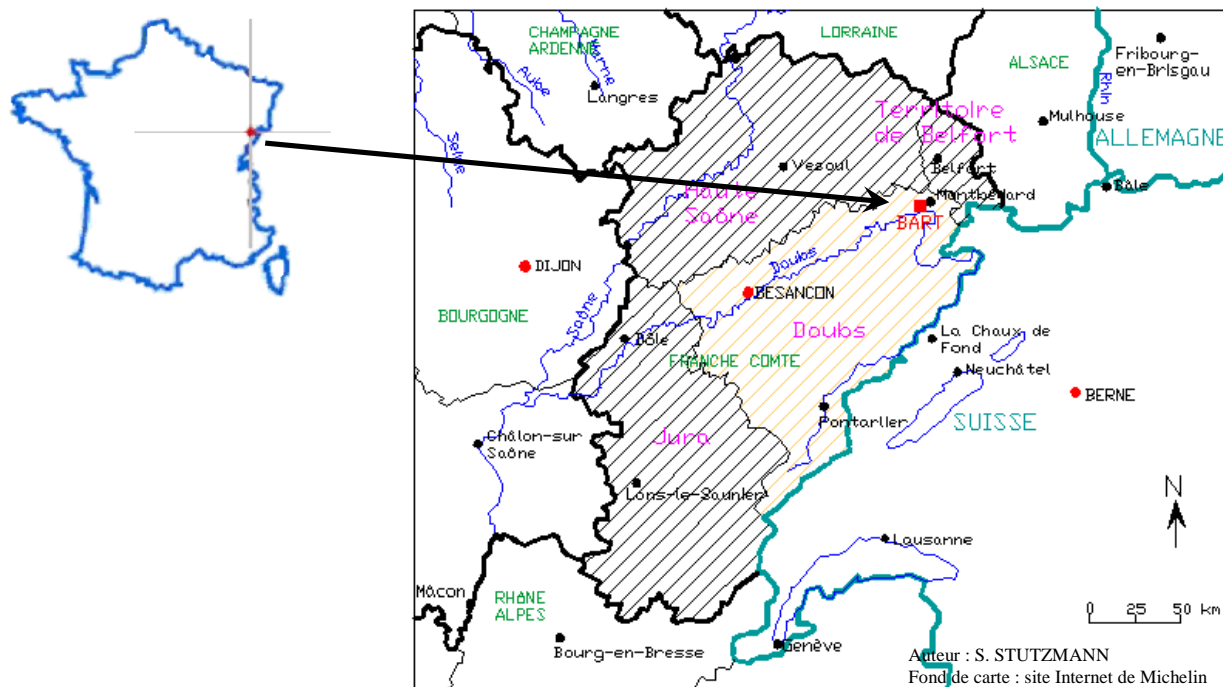 CHAMPAGNE
ARDENNE
Marne
LORRAINE
ALSACE
Fribourg-
en-Brisgau
Aube
Langres
Rhin
Territoire
de Belfort
Mulhouse
ALLEMAGNE
Seine
Vesoul
Belfort
Haute
Saône
Montbéliard
Bâle
BART
DIJON
Doubs
BESANCON
BOURGOGNE
Saône
Doubs
Dôle
FRANCHE COMTE
La Chaux de
Fond
Neuchâtel
BERNE
Pontarlier
SUISSE
Châlon-sur
Saône
Jura
Lons-le-Saunier
N
Lausanne
Mâcon
RHÔNE
ALPES
0 25 50 km
Bourg-en-Bresse
Genève
Auteur : S. STUTZMANN
Fond de carte : site Internet de Michelin